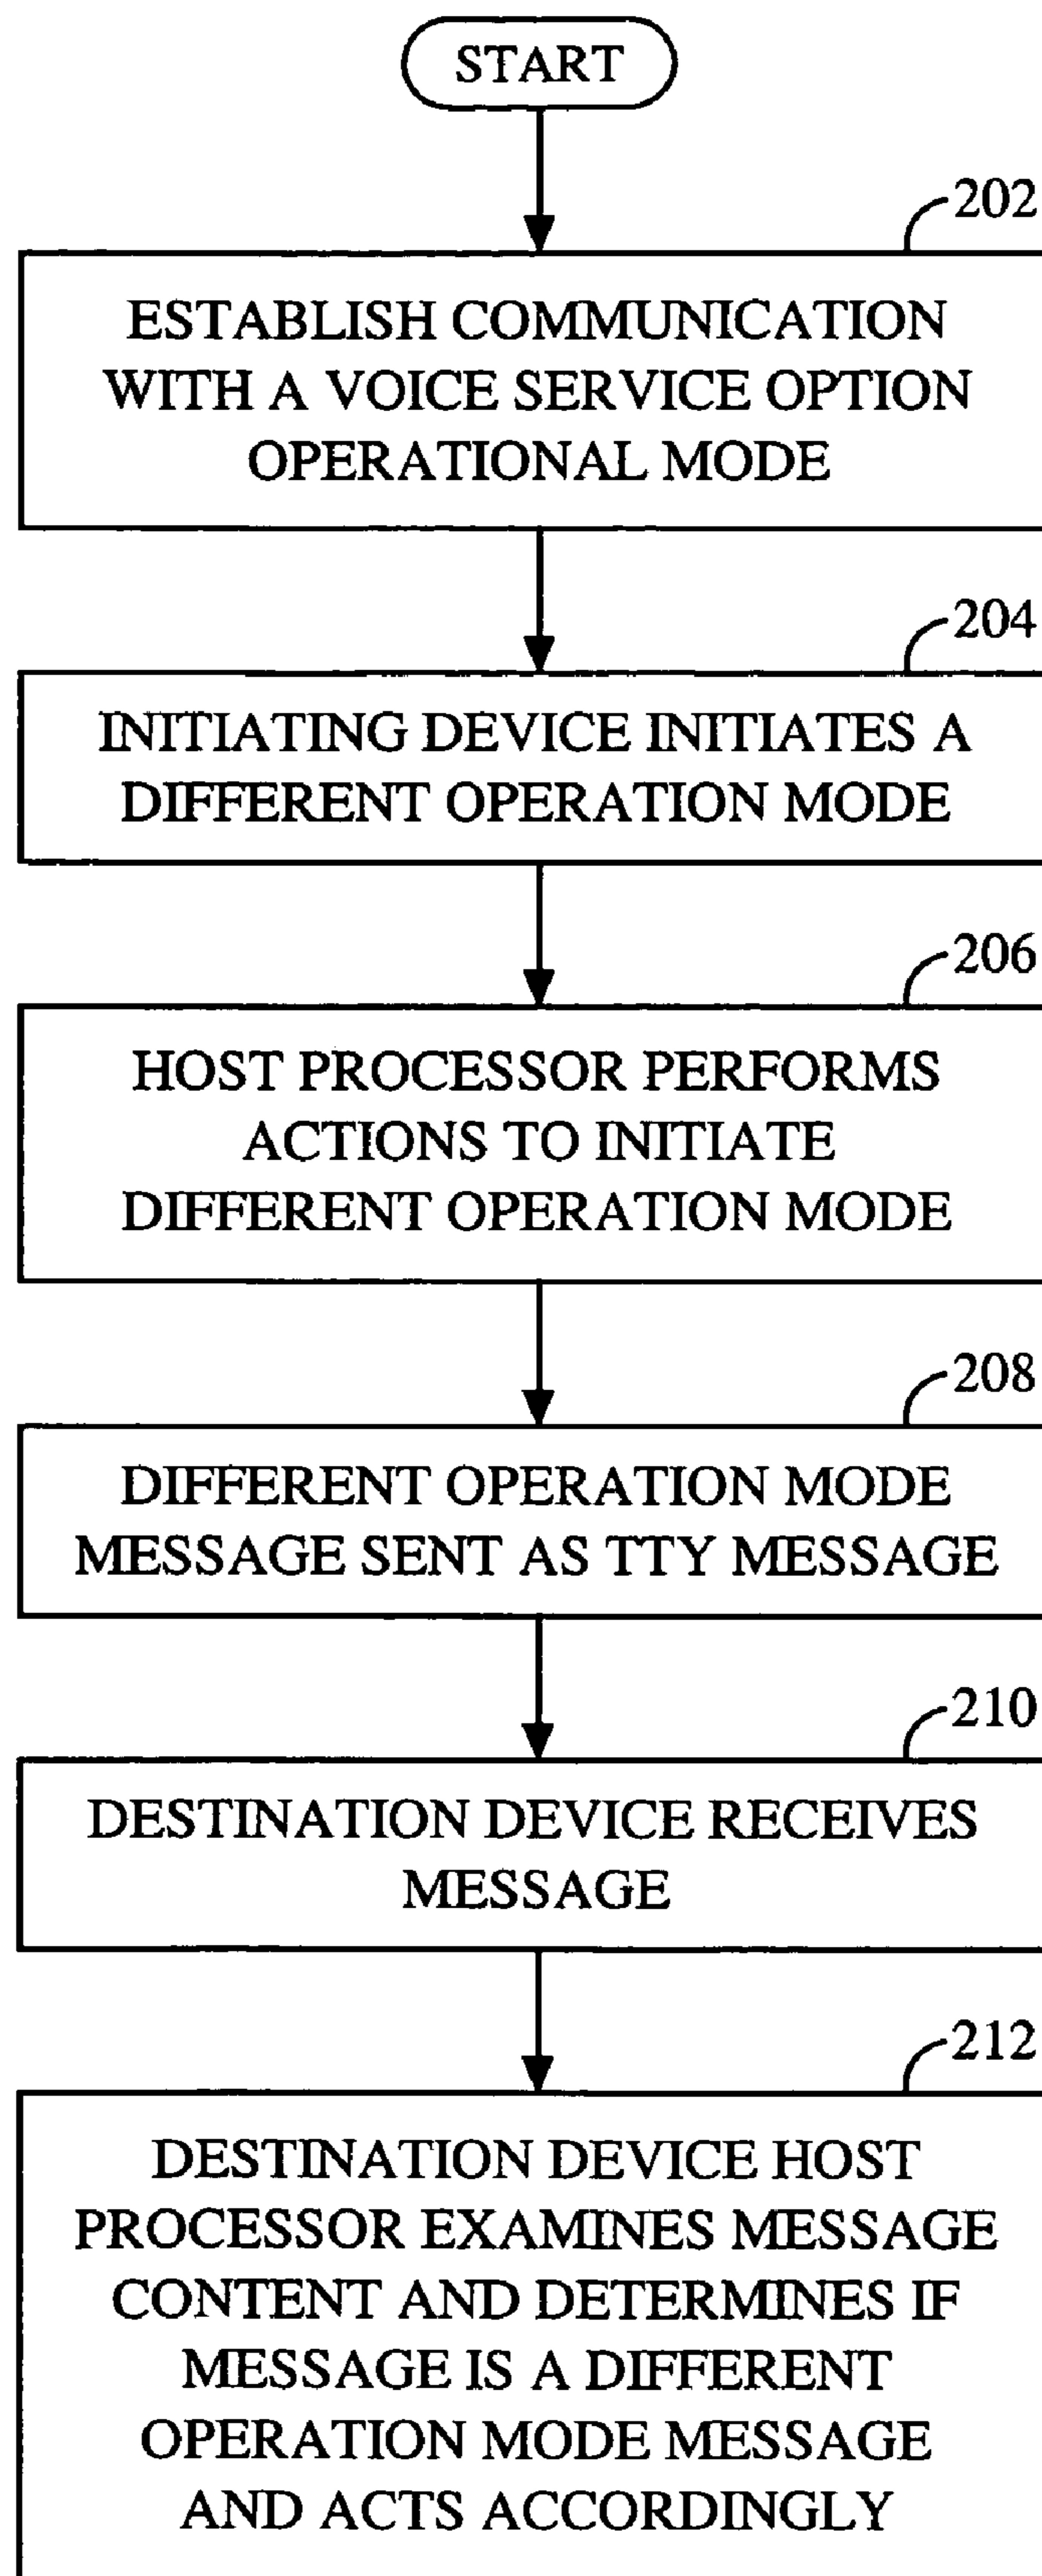 START
202
ESTABLISH COMMUNICATION
WITH A VOICE SERVICE OPTION
OPERATIONAL MODE
204
INITIATING DEVICE INITIATES A
DIFFERENT OPERATION MODE
206
HOST PROCESSOR PERFORMS
ACTIONS TO INITIATE
DIFFERENT OPERATION MODE
208
DIFFERENT OPERATION MODE
MESSAGE SENT AS TTY MESSAGE
210
DESTINATION DEVICE RECEIVES
MESSAGE
212
DESTINATION DEVICE HOST
PROCESSOR EXAMINES MESSAGE
CONTENT AND DETERMINES IF
MESSAGE IS A DIFFERENT
OPERATION MODE MESSAGE
AND ACTS ACCORDINGLY